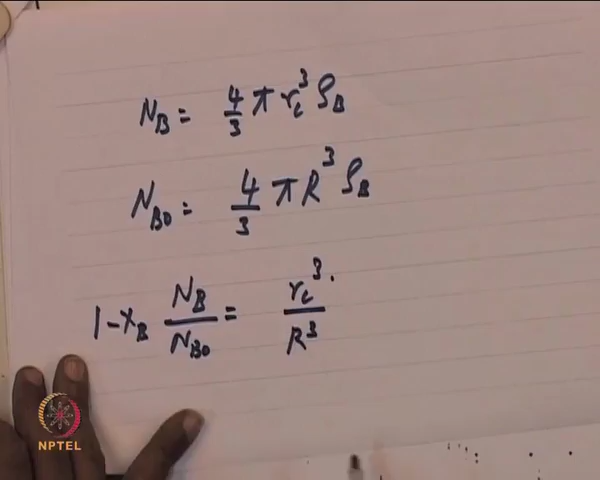 N_B = 4/3 π r_c^3 ρ_B
N_B0 = 4/3 π R^3 ρ_B
1-x_B N_B/N_B0 = r_c^3/R^3
NPTEL